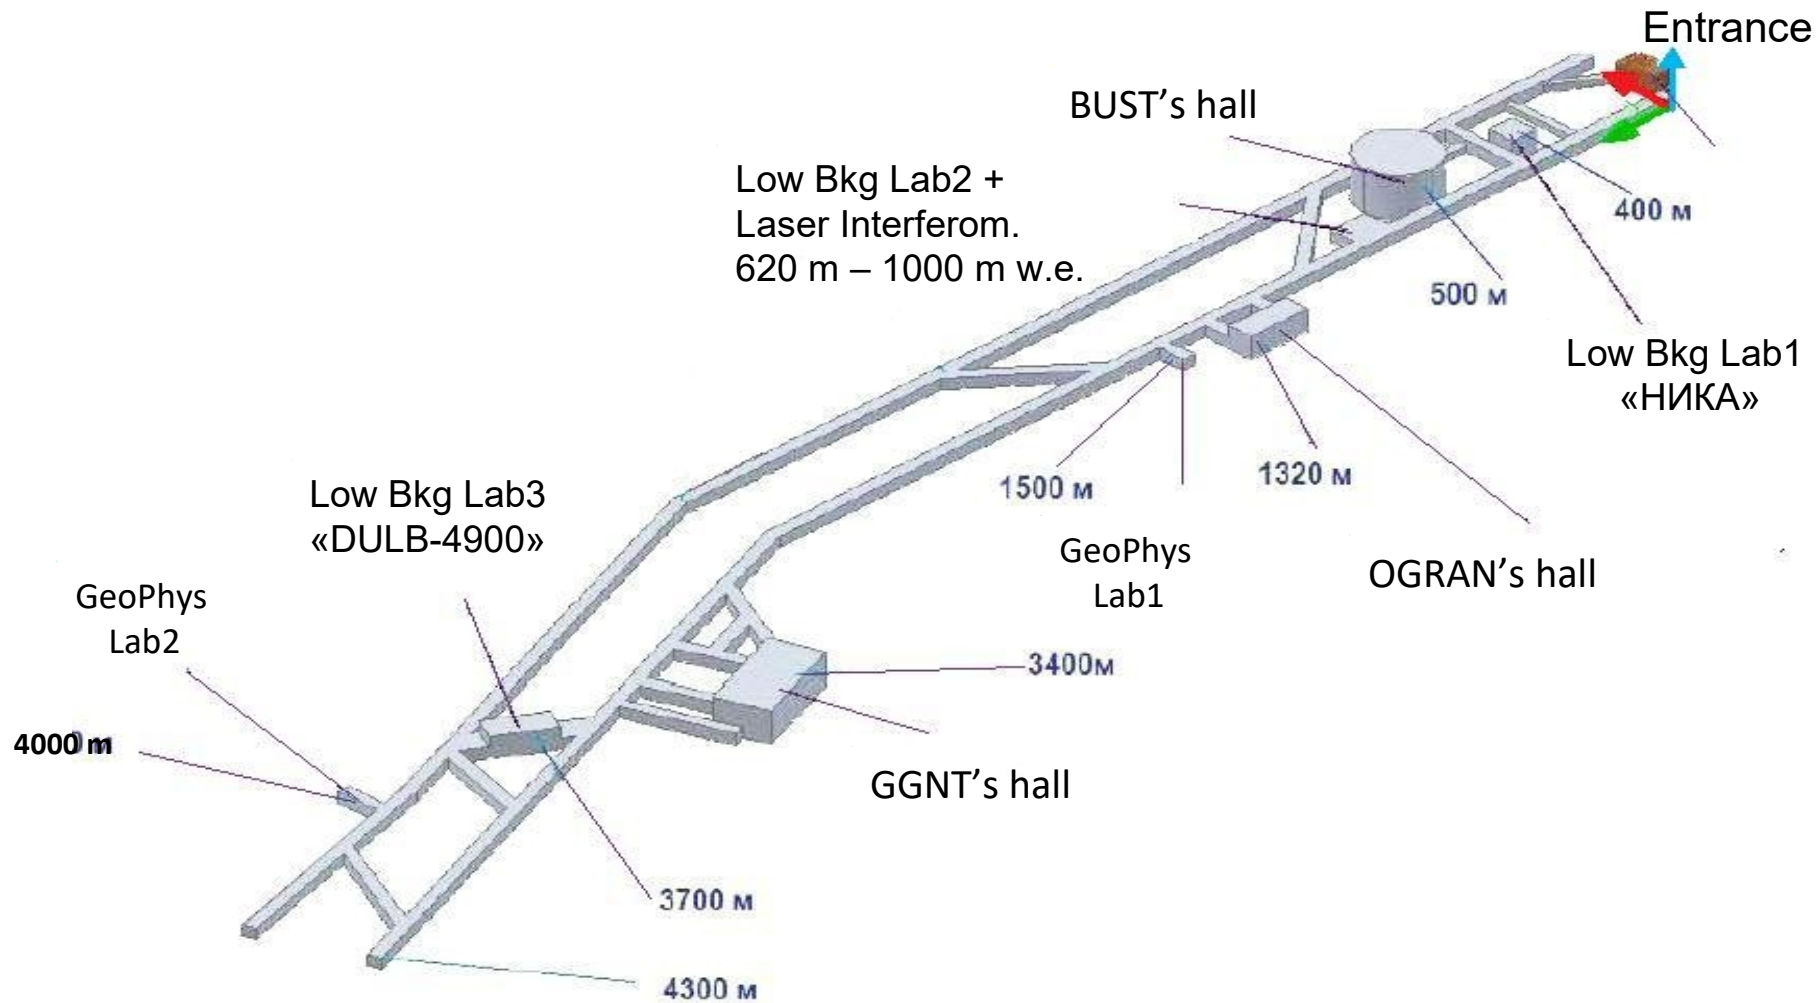 Entrance
BUST’s hall
Low Bkg Lab2 +
Laser Interferom.
620 m – 1000 m w.e.
400 м
500 м
Low Bkg Lab1
«НИКА»
1320 м
1500 м
Low Bkg Lab3
«DULB-4900»
GeoPhys
Lab1
OGRAN’s hall
GeoPhys
Lab2
3400м
4000 m
GGNT’s hall
3700 м
4300 м